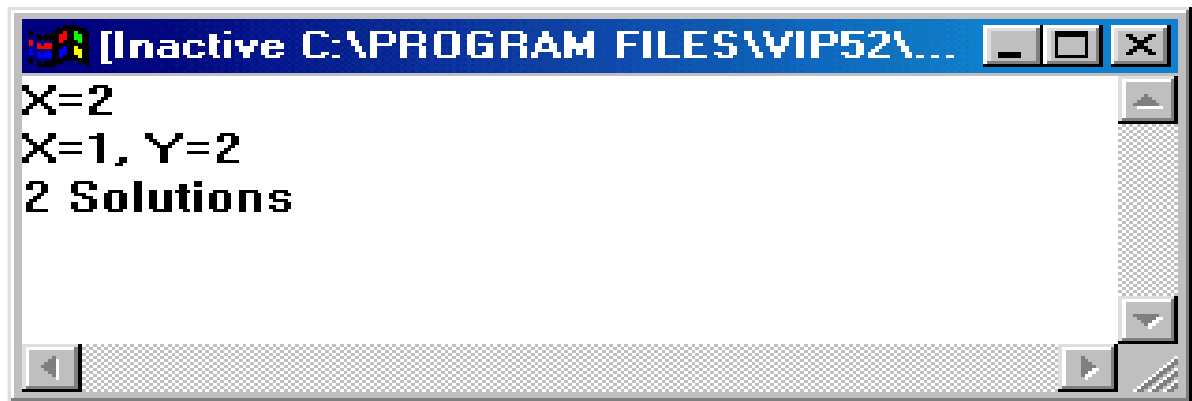 [Inactive C:\PROGRAM FILES\VIP52\...
X=2
X=1, Y=2
2 Solutions